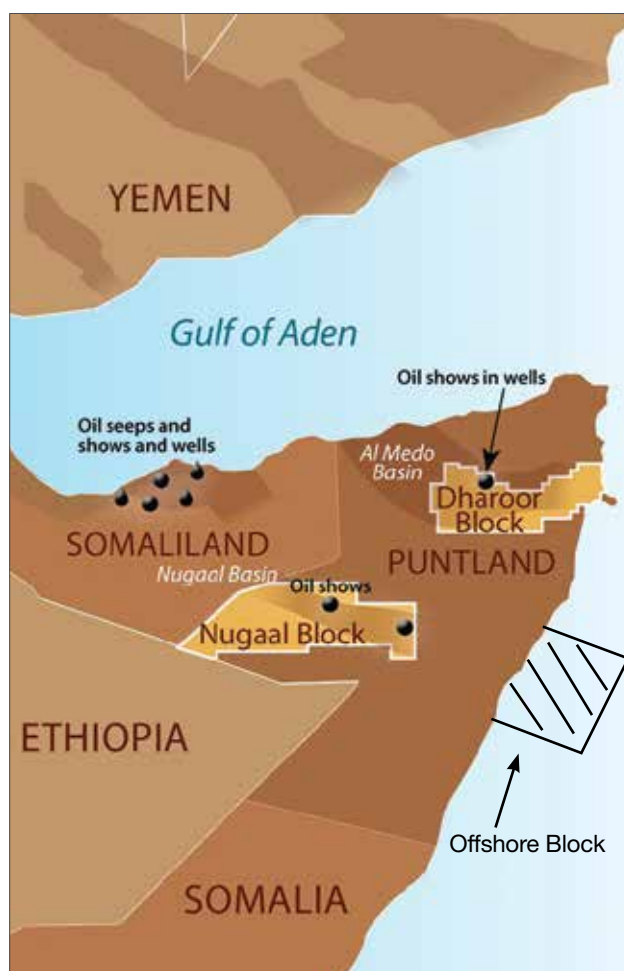 YEMEN
Gulf of Aden
Oil shows in wells
Oil seeps and
shows and wells
Al Medo
Basin
Dharoor
Block
SOMALILAND
PUNTLAND
Nugaal Basin
Oil shows
Nugaal Block
ETHIOPIA
Offshore Block
SOMALIA